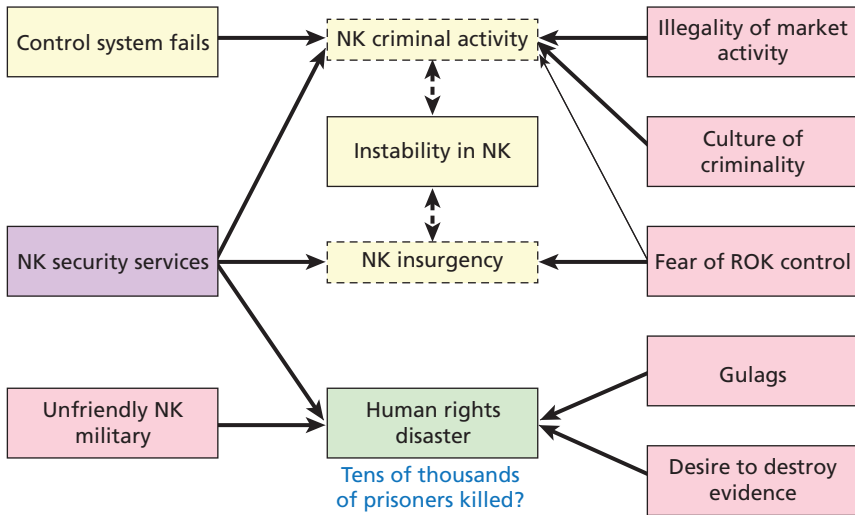 Control system fails
NK criminal activity
Illegality of market
activity
Instability in NK
Culture of
criminality
NK security services
NK insurgency
Fear of ROK control
Gulags
Unfriendly NK
military
Human rights
disaster
Tens of thousands
of prisoners killed?
Desire to destroy
evidence